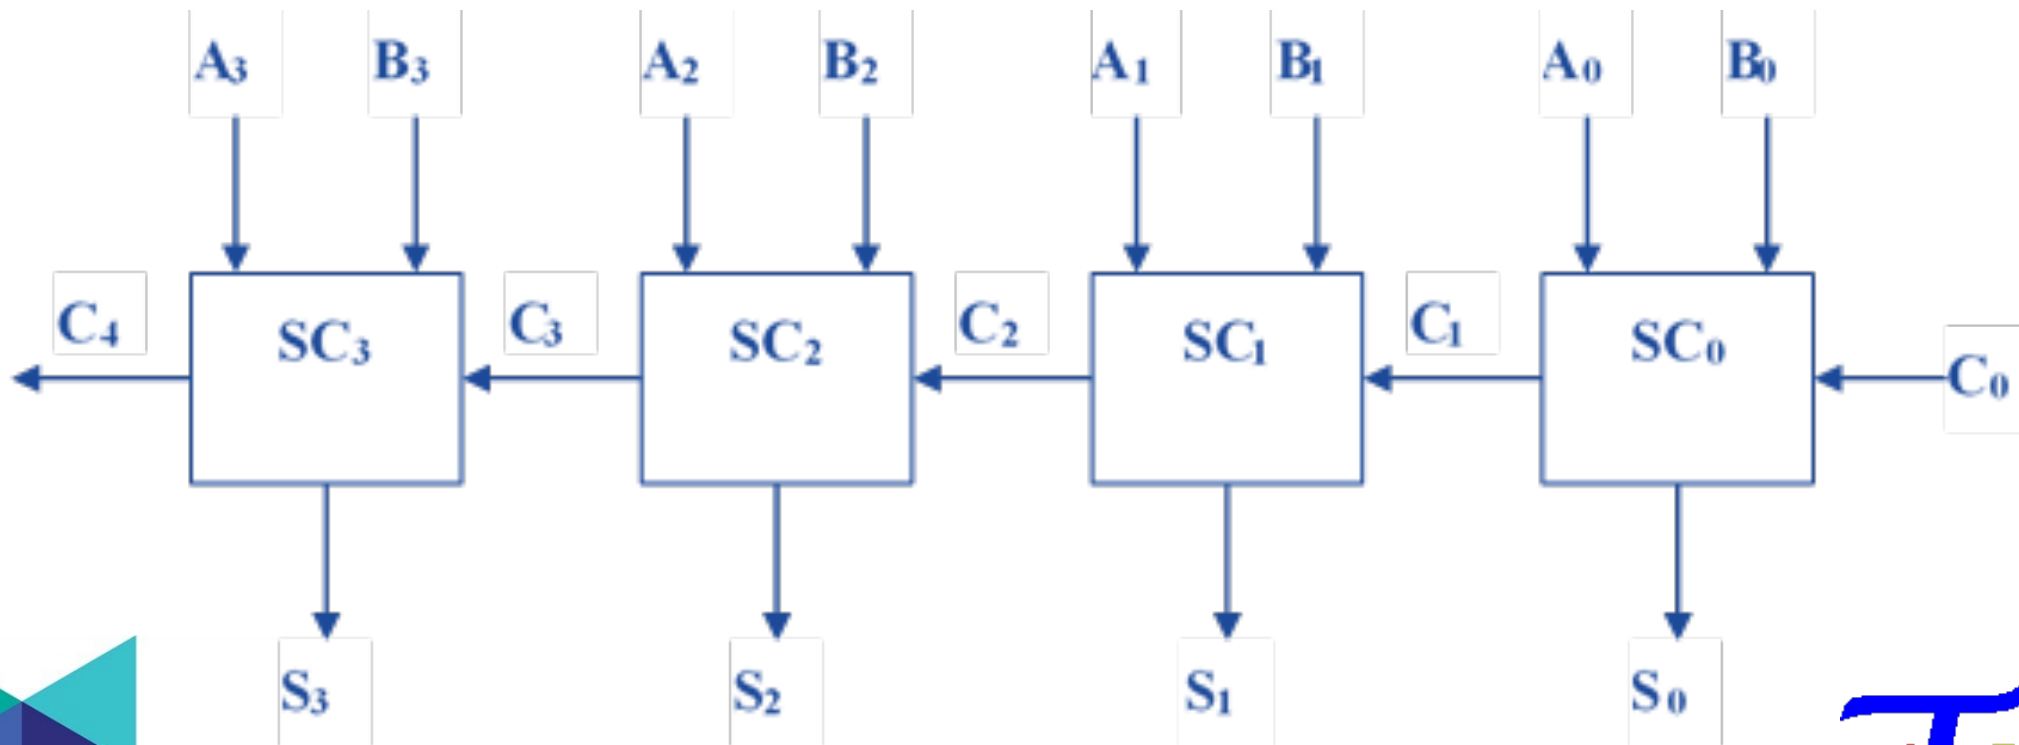 A₃ B₃ A₂ B₂ A₁ B₁ A₀ B₀
C₄ SC₃ C₃ SC₂ C₂ SC₁ C₁ SC₀ C₀
S₃ S₂ S₁ S₀